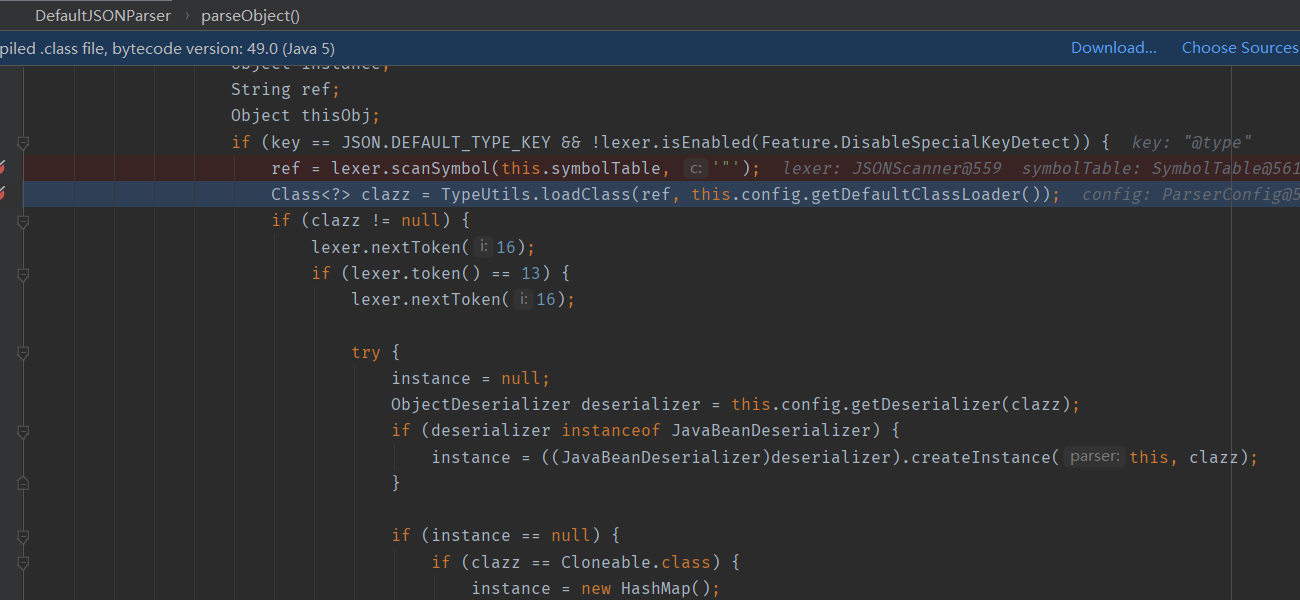 DefaultJSONParser › parseObject()
piled .class file, bytecode version: 49.0 (Java 5) Download... Choose Sources
Object instance;
String ref;
Object thisObj;
if (key == JSON.DEFAULT_TYPE_KEY && !lexer.isEnabled(Feature.DisableSpecialKeyDetect)) { key: "@type"
ref = lexer.scanSymbol(this.symbolTable, c: '"'); lexer: JSONScanner@559 symbolTable: SymbolTable@561
Class<?> clazz = TypeUtils.loadClass(ref, this.config.getDefaultClassLoader()); config: ParserConfig@5
if (clazz != null) {
lexer.nextToken( i: 16);
if (lexer.token() == 13) {
lexer.nextToken( i: 16);
try {
instance = null;
ObjectDeserializer deserializer = this.config.getDeserializer(clazz);
if (deserializer instanceof JavaBeanDeserializer) {
instance = ((JavaBeanDeserializer)deserializer).createInstance( parser: this, clazz);
}
if (instance == null) {
if (clazz == Cloneable.class) {
instance = new HashMap();